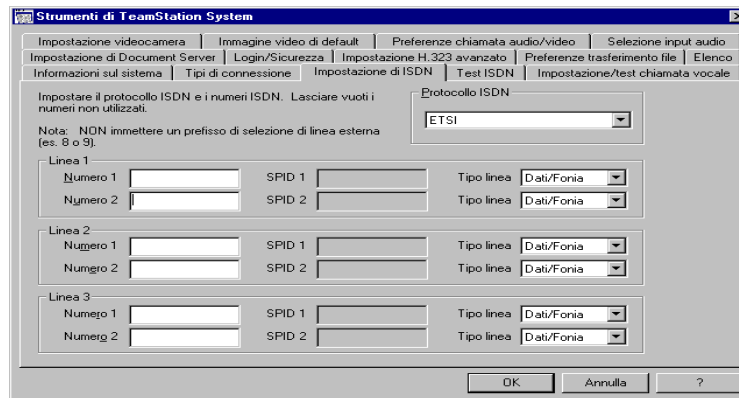 Strumenti di TeamStation System
Impostazione videocamera Immagine video di default Preferenze chiamata audio/video Selezione input audio
Impostazione di Document Server Login/Sicurezza Impostazione H.323 avanzato Preferenze trasferimento file Elenco
Informazioni sul sistema Tipi di connessione Impostazione di ISDN Test ISDN Impostazione/test chiamata vocale
Impostare il protocollo ISDN e i numeri ISDN. Lasciare vuoti i
numeri non utilizzati.
Nota: NON immettere un prefisso di selezione di linea esterna
(es. 8 o 9).
Protocollo ISDN
ETSI
Linea 1
Numero 1 SPID 1 Tipo linea Dati/Fonia
Numero 2 SPID 2 Tipo linea Dati/Fonia
Linea 2
Numero 1 SPID 1 Tipo linea Dati/Fonia
Numero 2 SPID 2 Tipo linea Dati/Fonia
Linea 3
Numero 1 SPID 1 Tipo linea Dati/Fonia
Numero 2 SPID 2 Tipo linea Dati/Fonia
OK Annulla ?